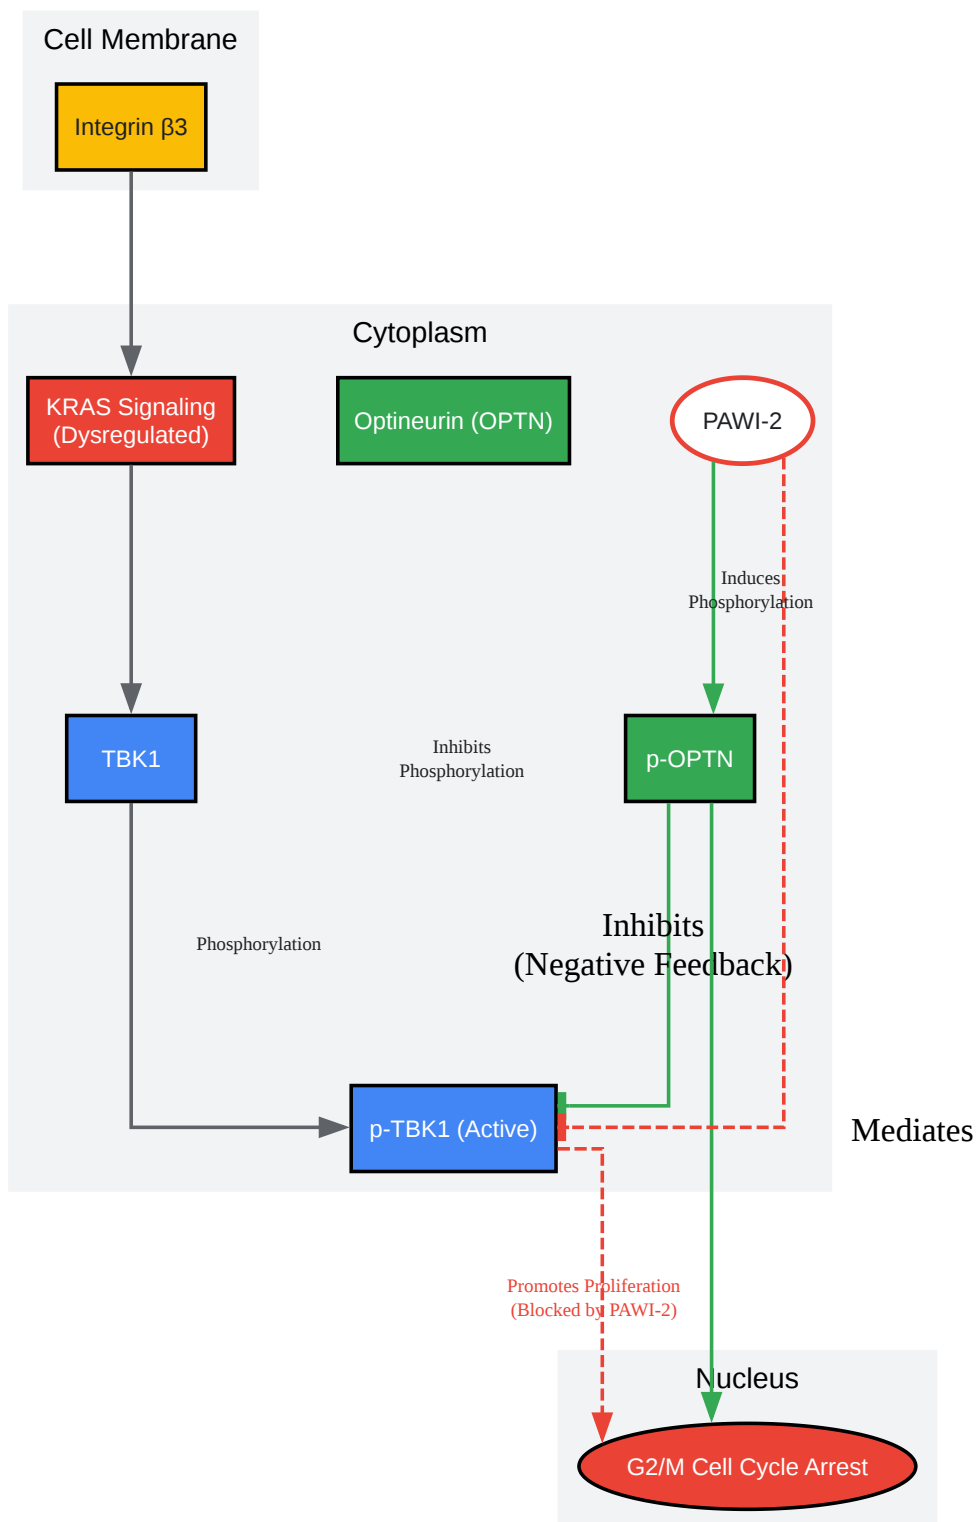 Cell Membrane
Integrin β3
Cytoplasm
KRAS Signaling
(Dysregulated)
Optineurin (OPTN)
PAWI-2
Induces
Phosphorylation
TBK1
Inhibits
Phosphorylation
p-OPTN
Phosphorylation
Inhibits
(Negative Feedback)
p-TBK1 (Active)
Mediates
Promotes Proliferation
(Blocked by PAWI-2)
Nucleus
G2/M Cell Cycle Arrest